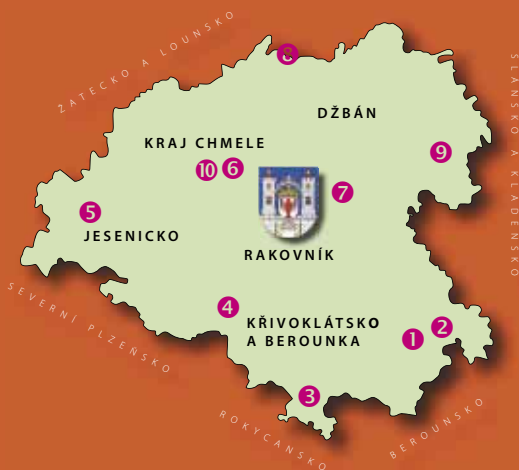 ŽATECKO A LOUNSKO
8
SLÁNSKO A KLADENSKO
DŽBÁN
KRAJ CHMELE
9
10 6
7
5
JESENICKO
RAKOVNÍK
SEVERNÍ PLZEŇSKO
4
KŘIVOKLÁTSKO
A BEROUNKA
1 2
3
ROKYCANSKO
BEROUNSKO